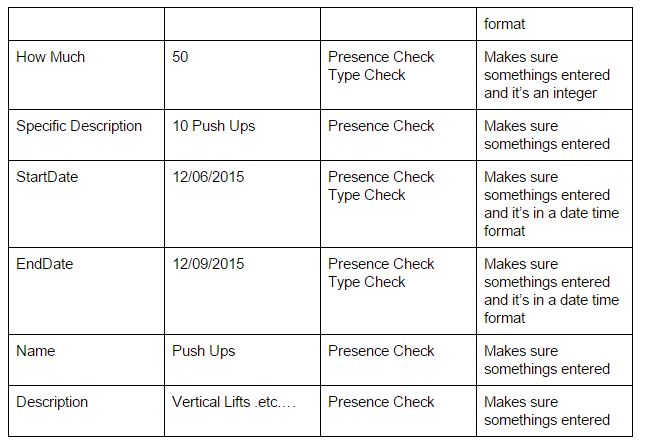 format
How Much 50 Presence Check Makes sure
Type Check somethings entered
and it's an integer
Specific Description 10 Push Ups Presence Check Makes sure
somethings entered
StartDate 12/06/2015 Presence Check Makes sure
Type Check somethings entered
and it's in a date time
format
EndDate 12/09/2015 Presence Check Makes sure
Type Check somethings entered
and it's in a date time
format
Name Push Ups Presence Check Makes sure
somethings entered
Description Vertical Lifts .etc.... Presence Check Makes sure
somethings entered